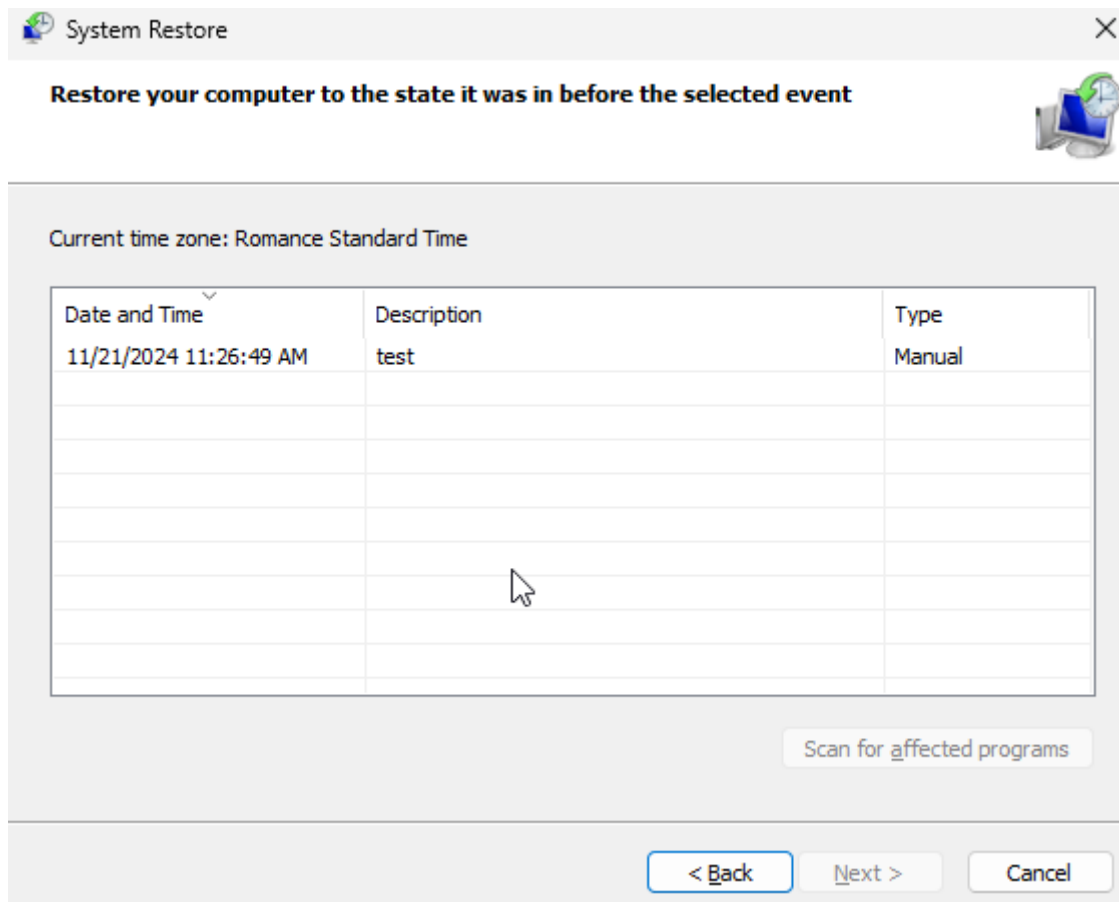 System Restore
Restore your computer to the state it was in before the selected event
Current time zone: Romance Standard Time
Date and Time Description Type
11/21/2024 11:26:49 AM test Manual
Scan for affected programs
< Back Next > Cancel